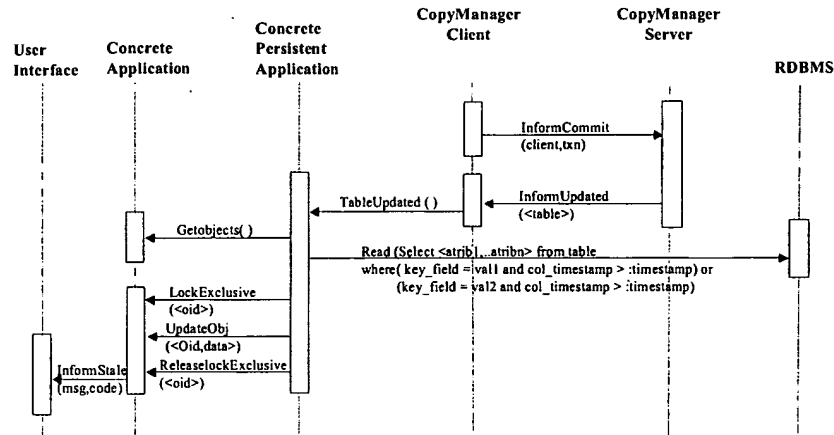 User
Interface
Concrete
Application
Concrete
Persistent
Application
CopyManager
Client
CopyManager
Server
RDBMS
InformCommit
(client,txn)
InformUpdated
(<table>)
TableUpdated ( )
Getobjects( )
Read (Select <atrib1,..atribn> from table
where( key_field = val1 and col_timestamp > :timestamp) or
(key_field = val2 and col_timestamp > :timestamp)
LockExclusive
(<oid>)
UpdateObj
(<Oid,data>)
ReleaselockExclusive
(<oid>)
InformStale
(msg,code)